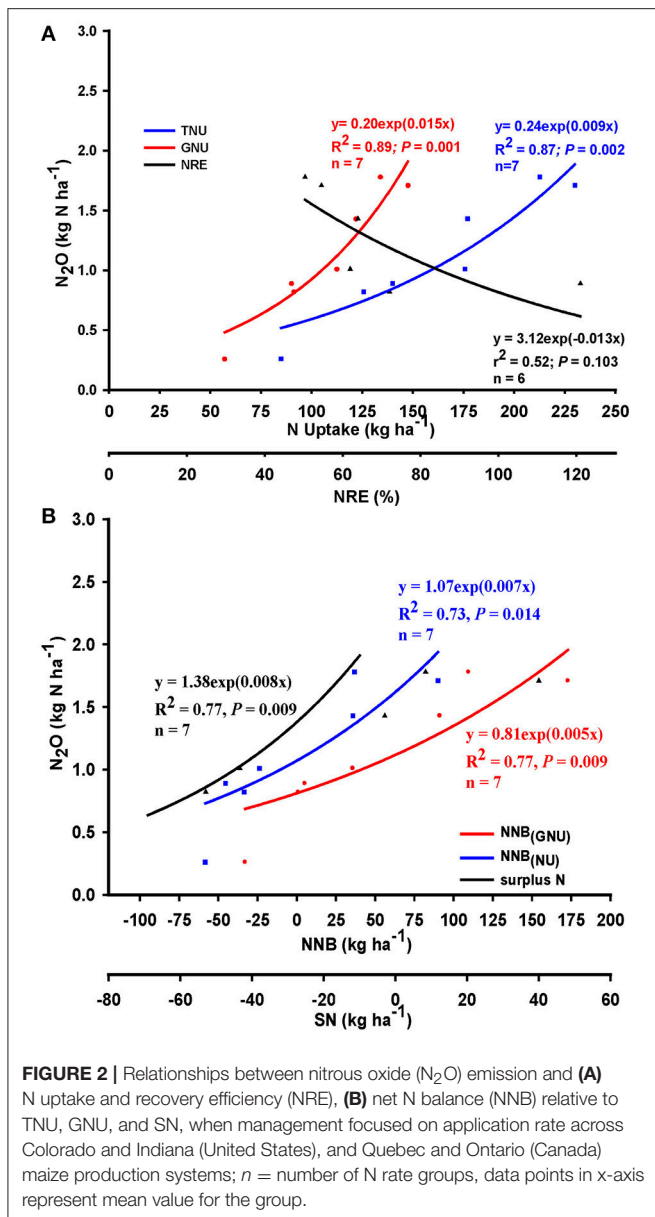 A
3.0
2.5
2.0
1.5
1.0
0.5
0.0
N₂O (kg N ha⁻¹)
TNU
GNU
NRE
y= 0.20exp(0.015x)
R² = 0.89; P = 0.001
n = 7
y= 0.24exp(0.009x)
R² = 0.87; P = 0.002
n=7
y = 3.12exp(-0.013x)
r² = 0.52; P = 0.103
n = 6
0 25 50 75 100 125 150 175 200 225 250
N Uptake (kg ha⁻¹)
0 20 40 60 80 100 120
NRE (%)
B
3.0
2.5
2.0
1.5
1.0
0.5
0.0
N₂O (kg N ha⁻¹)
y = 1.07exp(0.007x)
R² = 0.73, P = 0.014
n = 7
y = 1.38exp(0.008x)
R² = 0.77, P = 0.009
n = 7
y = 0.81exp(0.005x)
R² = 0.77, P = 0.009
n = 7
NNB(GNU)
NNB(NU)
surplus N
-100 -75 -50 -25 0 25 50 75 100 125 150 175 200
NNB (kg ha⁻¹)
-80 -60 -40 -20 0 20 40 60
SN (kg ha⁻¹)
FIGURE 2 | Relationships between nitrous oxide (N₂O) emission and (A)
N uptake and recovery efficiency (NRE), (B) net N balance (NNB) relative to
TNU, GNU, and SN, when management focused on application rate across
Colorado and Indiana (United States), and Quebec and Ontario (Canada)
maize production systems; n = number of N rate groups, data points in x-axis
represent mean value for the group.